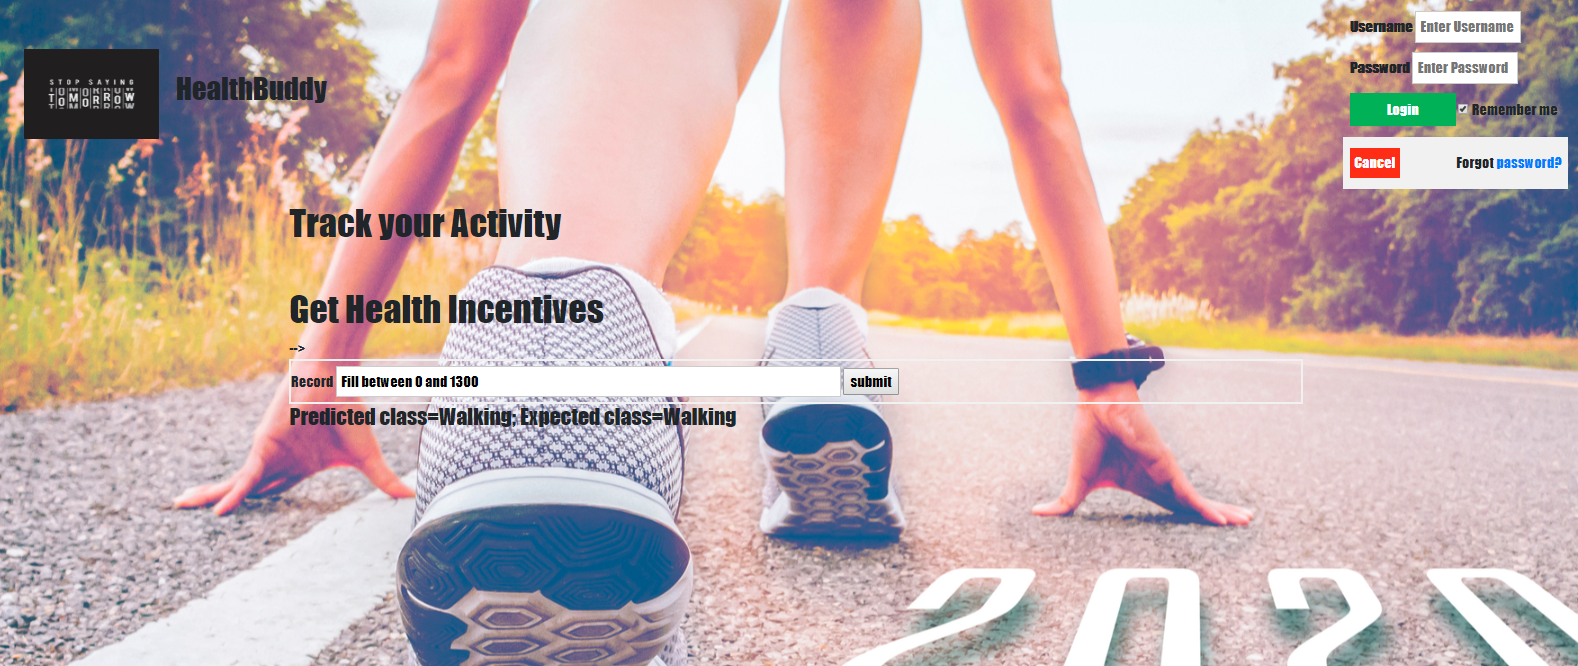 Username Enter Username
Password Enter Password
Login Remember me
Cancel Forgot password?
STOP SAYING
TOMORROW
HealthBuddy
Track your Activity
Get Health Incentives
-->
Record Fill between 0 and 1300 submit
Predicted class=Walking; Expected class=Walking